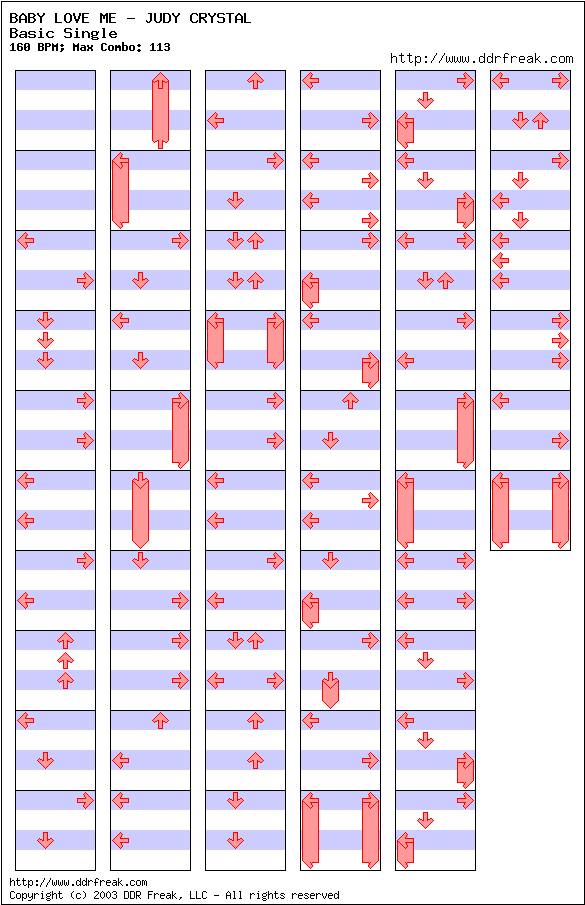 BABY LOVE ME - JUDY CRYSTAL
Basic Single
160 BPM; Max Combo: 113
http://www.ddrfreak.com
http://www.ddrfreak.com
Copyright (c) 2003 DDR Freak, LLC - All rights reserved